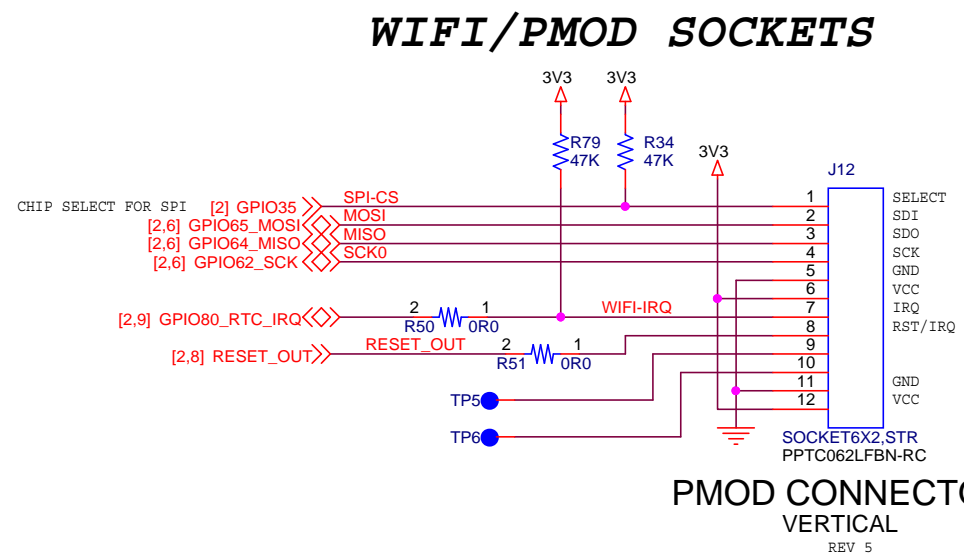 WIFI/PMOD SOCKETS
3V3
3V3
R79
47K
R34
47K
3V3
J12
CHIP SELECT FOR SPI
[2] GPIO35
SPI-CS
1
SELECT
[2,6] GPIO65_MOSI
MOSI
2
SDI
[2,6] GPIO64_MISO
MISO
3
SDO
[2,6] GPIO62_SCK
SCK0
4
SCK
5
GND
6
VCC
[2,9] GPIO80_RTC_IRQ
2
1
R50
0R0
WIFI-IRQ
7
IRQ
8
RST/IRQ
[2,8] RESET_OUT
RESET_OUT
2
1
R51
0R0
9
10
TP5
11
GND
12
VCC
TP6
SOCKET6X2,STR
PPTC062LFBN-RC
PMOD CONNECTO
VERTICAL
REV 5